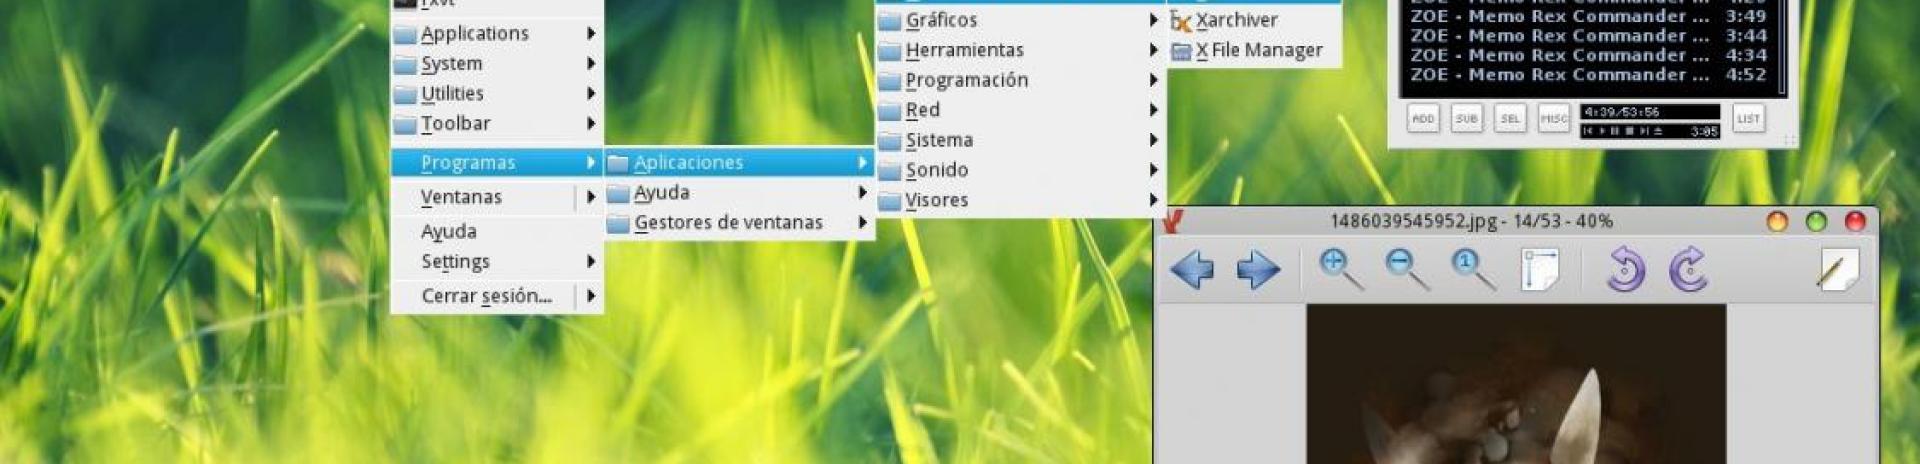 rxvt
Applications
System
Utilities
Toolbar
Programas
Ventanas
Ayuda
Settings
Cerrar sesión...
Aplicaciones
Ayuda
Gestores de ventanas
Gráficos
Herramientas
Programación
Red
Sistema
Sonido
Visores
Xarchiver
X File Manager
ZOE - Memo Rex Commander ... 3:49
ZOE - Memo Rex Commander ... 3:44
ZOE - Memo Rex Commander ... 4:34
ZOE - Memo Rex Commander ... 4:52
ADD SUB SEL MISC 4:39/53:56 LIST
3:05
1486039545952.jpg - 14/53 - 40%
1